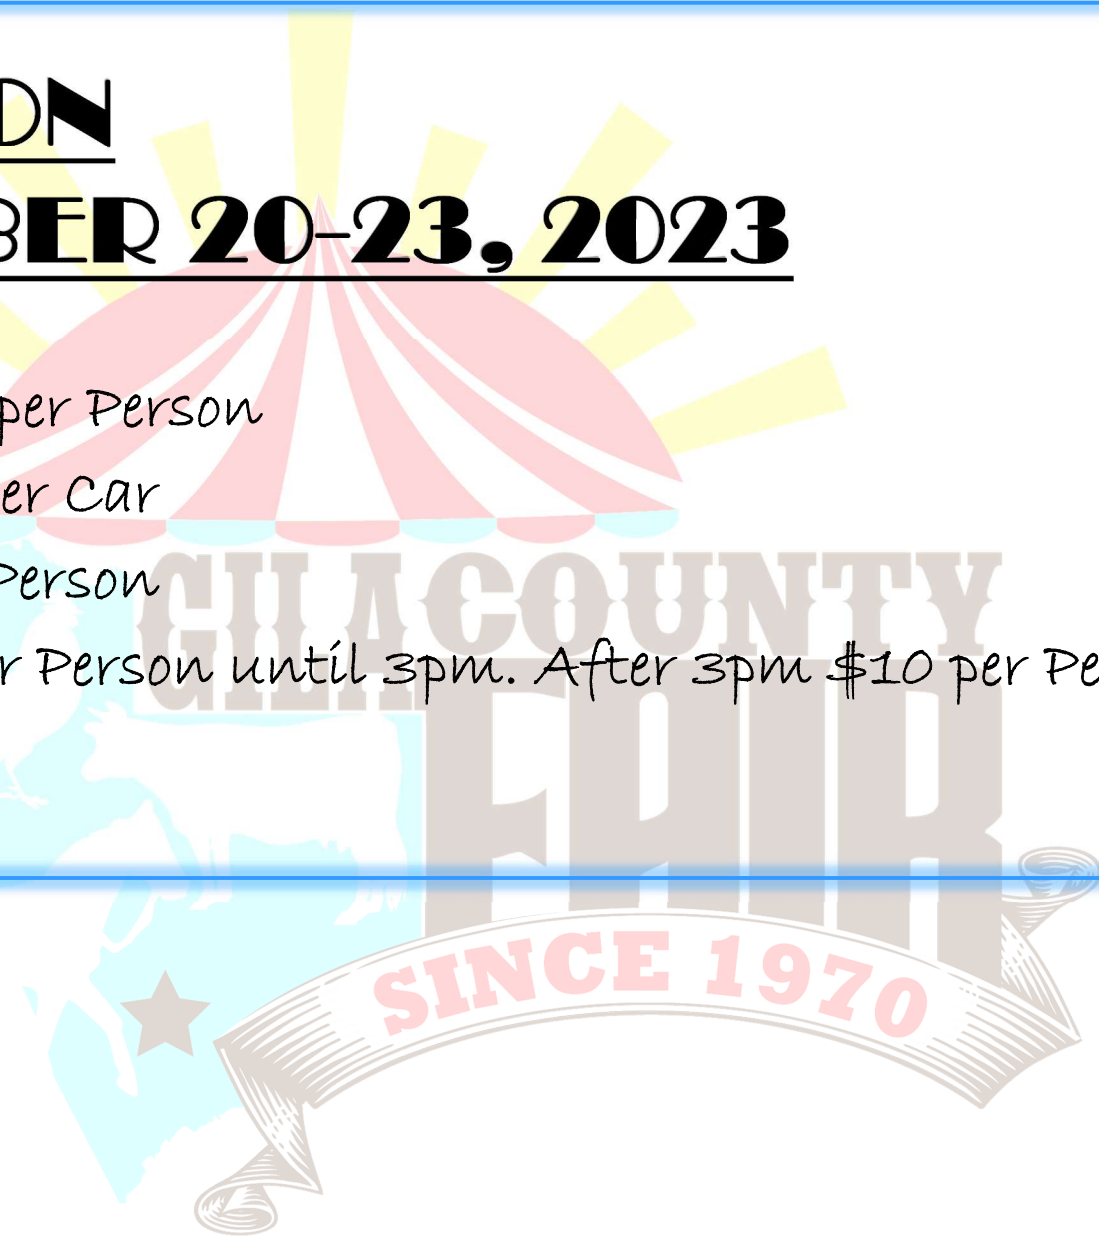 ON
BER 20-23, 2023
per Person
er Car
Person
r Person until 3pm. After 3pm $10 per Pe
GILA COUNTY
FAIR
SINCE 1970